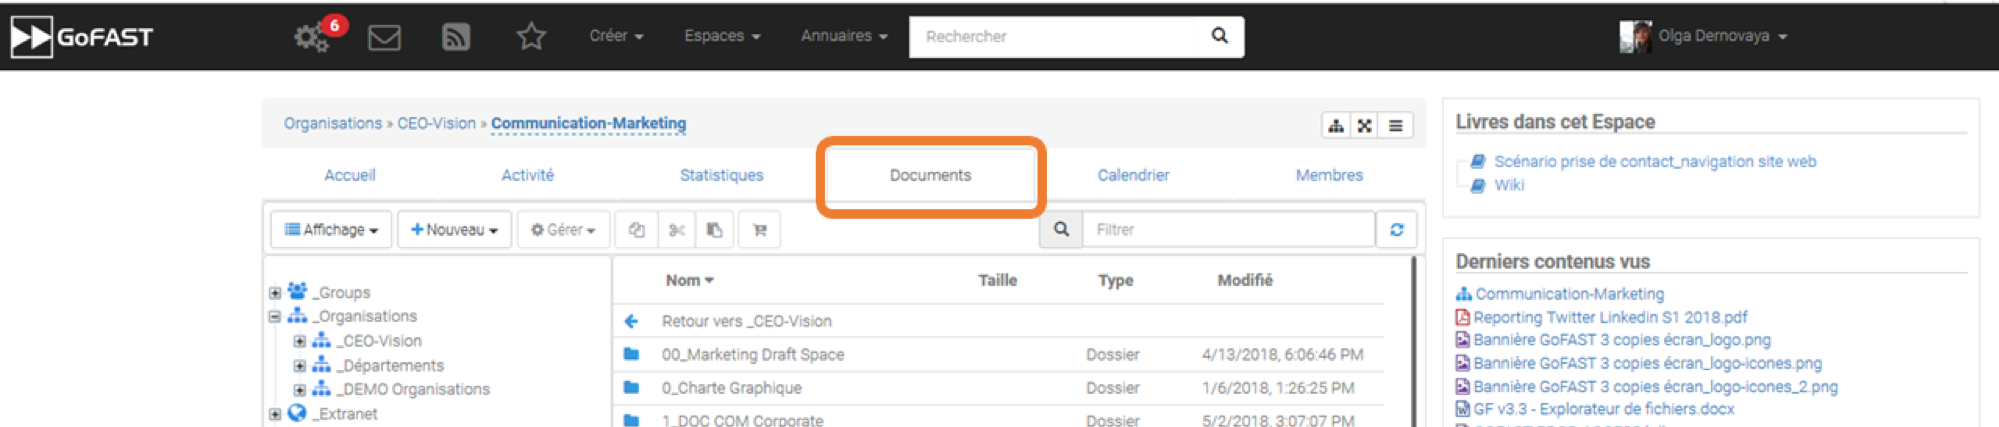 GoFAST 6 Créer Espaces Annuaires Rechercher Olga Dernovaya
Organisations » CEO-Vision » Communication-Marketing
Accueil Activité Statistiques Documents Calendrier Membres
Affichage Nouveau Gérer Filtrer
_Groups
_Organisations
_CEO-Vision
_Départements
_DEMO Organisations
_Extranet
Nom Taille Type Modifié
Retour vers _CEO-Vision
00_Marketing Draft Space Dossier 4/13/2018, 6:06:46 PM
0_Charte Graphique Dossier 1/6/2018, 1:26:25 PM
1_DOC COM Corporate Dossier 5/2/2018, 3:07:07 PM
Livres dans cet Espace
Scénario prise de contact_navigation site web
Wiki
Derniers contenus vus
Communication-Marketing
Reporting Twitter Linkedin S1 2018.pdf
Bannière GoFAST 3 copies écran_logo.png
Bannière GoFAST 3 copies écran_logo-icones.png
Bannière GoFAST 3 copies écran_logo-icones_2.png
GF v3.3 - Explorateur de fichiers.docx